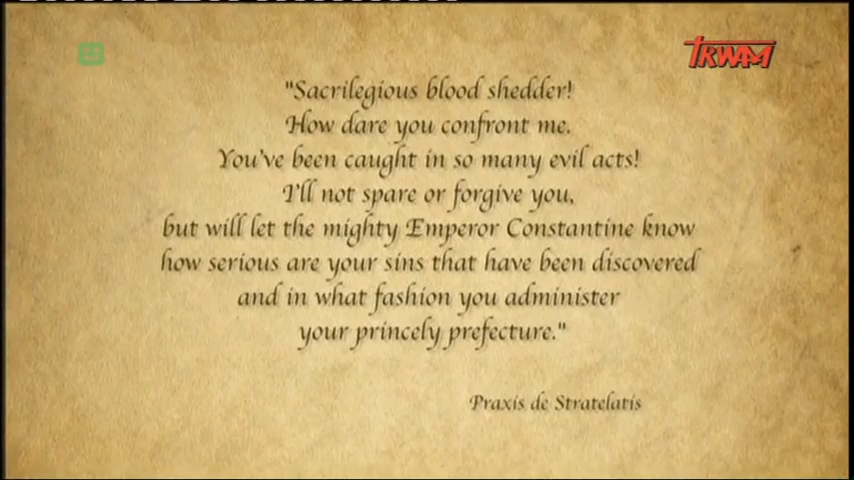 TRWAM
"Sacrilegious blood shedder!
How dare you confront me.
You've been caught in so many evil acts!
I'll not spare or forgive you,
but will let the mighty Emperor Constantine know
how serious are your sins that have been discovered
and in what fashion you administer
your princely prefecture."
Praxis de Stratelatis